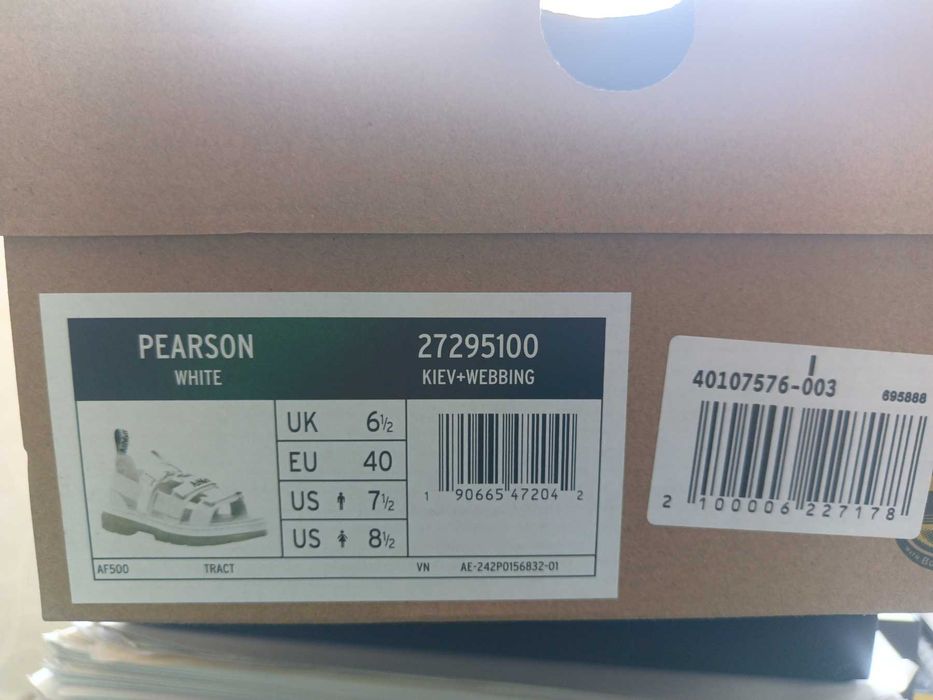 PEARSON
WHITE
27295100
KIEV+WEBBING
UK 6½
EU 40
US 7½
US 8½
1 90665 47204 2
AF500 TRACT VN AE-242P0156832-01
40107576-003
695888
2 100006 227178